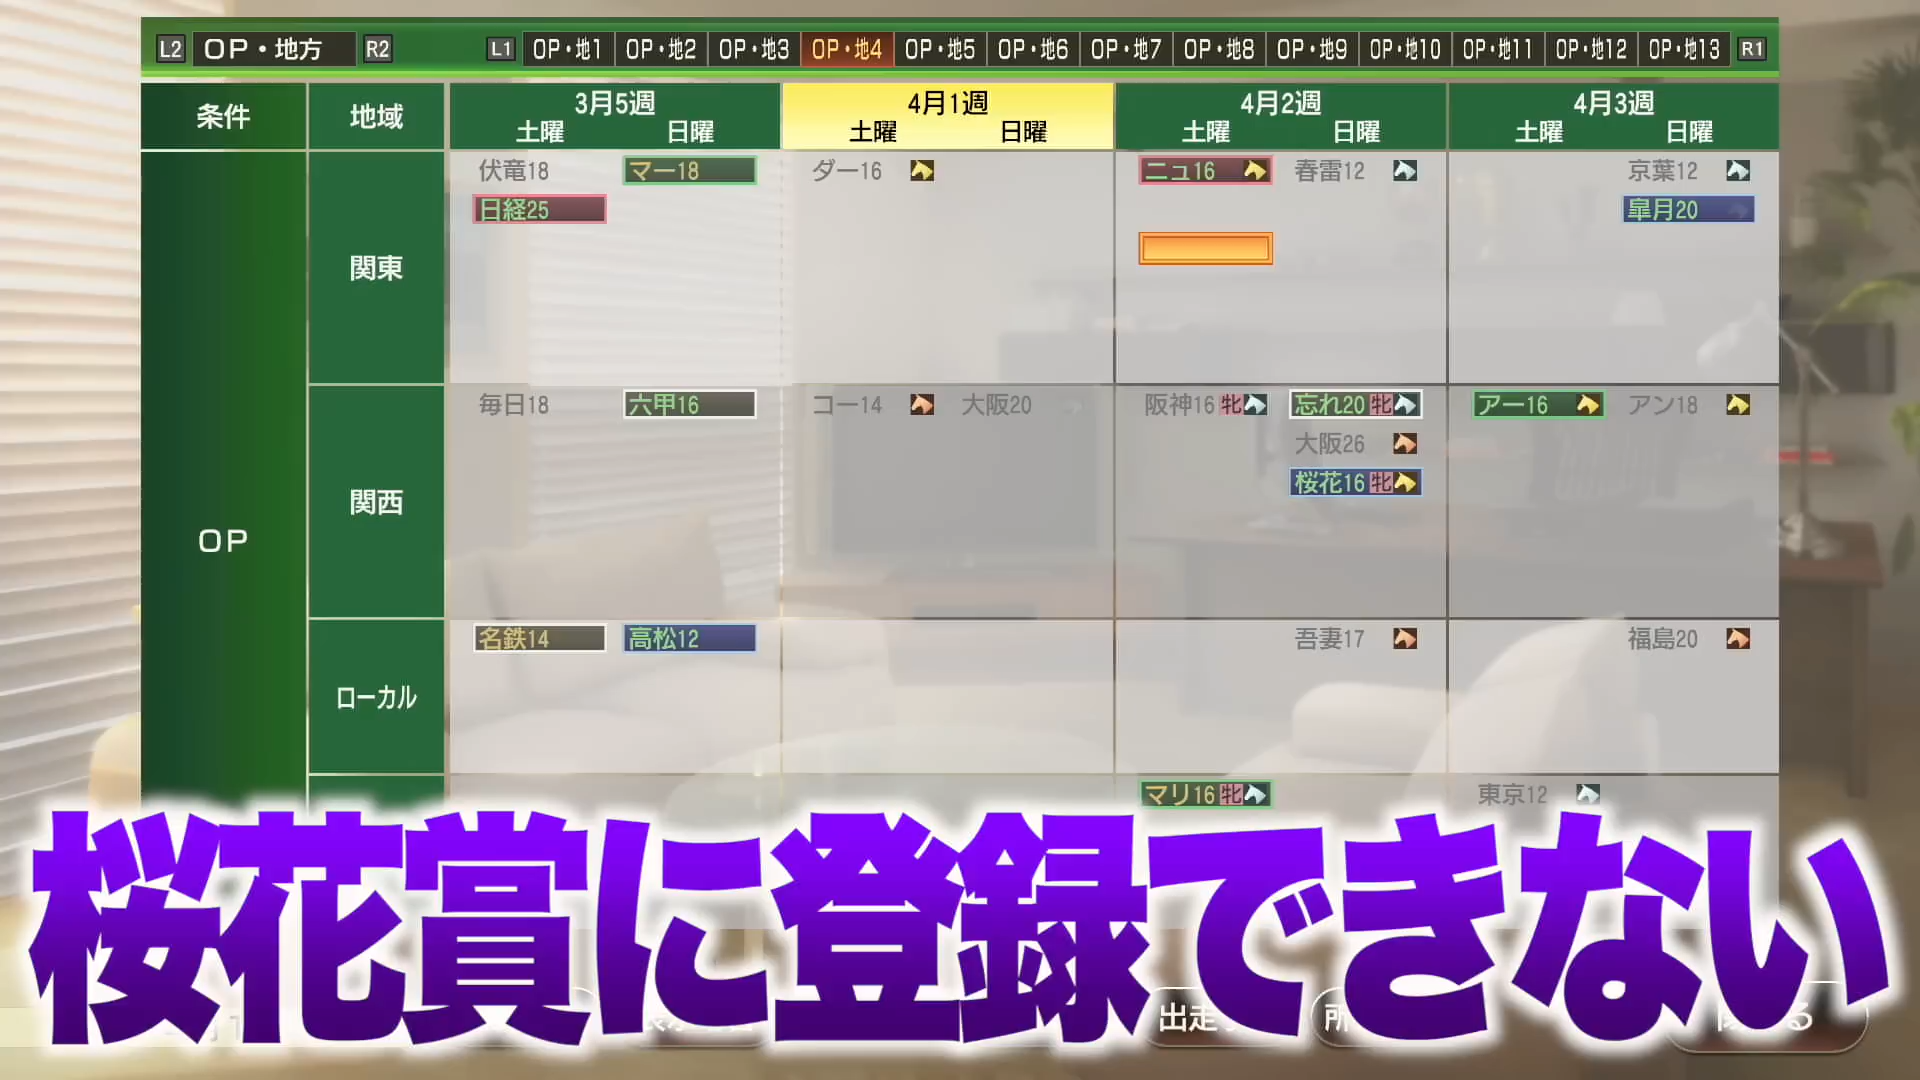 L2 OP・地方 R2 L1 OP・地1 OP・地2 OP・地3 OP・地4 OP・地5 OP・地6 OP・地7 OP・地8 OP・地9 OP・地10 OP・地11 OP・地12 OP・地13 R1
条件 地域 3月5週 4月1週 4月2週 4月3週
土曜 日曜 土曜 日曜 土曜 日曜 土曜 日曜
伏竜18 マー18 ダー16 ニュ16 春雷12 京葉12
日経25 皐月20
関東
毎日18 六甲16 コー14 大阪20 阪神16牝 忘れ20牝 アー16 アン18
大阪26
桜花16牝
関西
OP
名鉄14 高松12 吾妻17 福島20
ローカル
マリ16牝 東京12
桜花賞に登録できない
出走
所